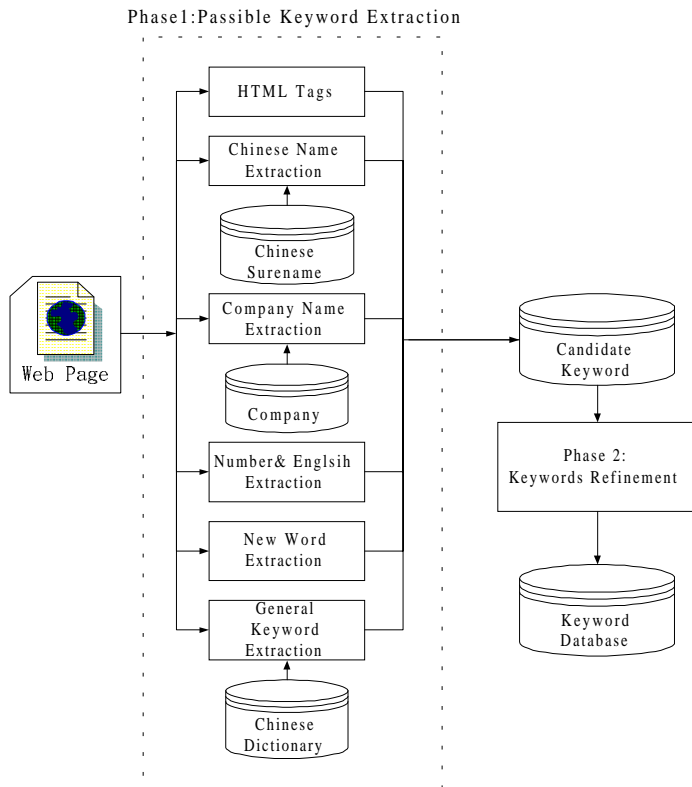 Phase1:Passible Keyword Extraction
HTML Tags
Chinese Name
Extraction
Chinese
Surename
Web Page
Company Name
Extraction
Company
Number& Englsih
Extraction
New Word
Extraction
General
Keyword
Extraction
Chinese
Dictionary
Candidate
Keyword
Phase 2:
Keywords Refinement
Keyword
Database